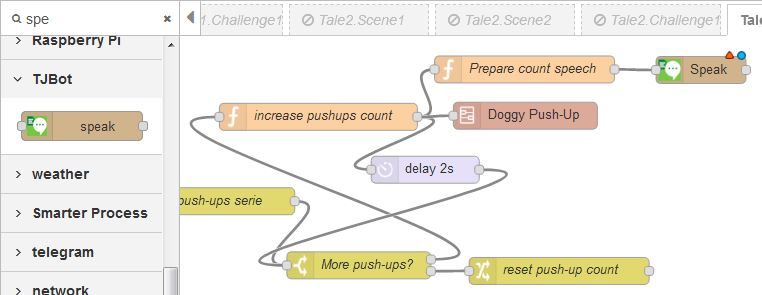 spe
1.Challenge1
Tale2.Scene1
Tale2.Scene2
Tale2.Challenge1
Tale
Raspberry Pi
TJBot
speak
weather
Smarter Process
telegram
network
Prepare count speech
Speak
increase pushups count
Doggy Push-Up
delay 2s
push-ups serie
More push-ups?
reset push-up count